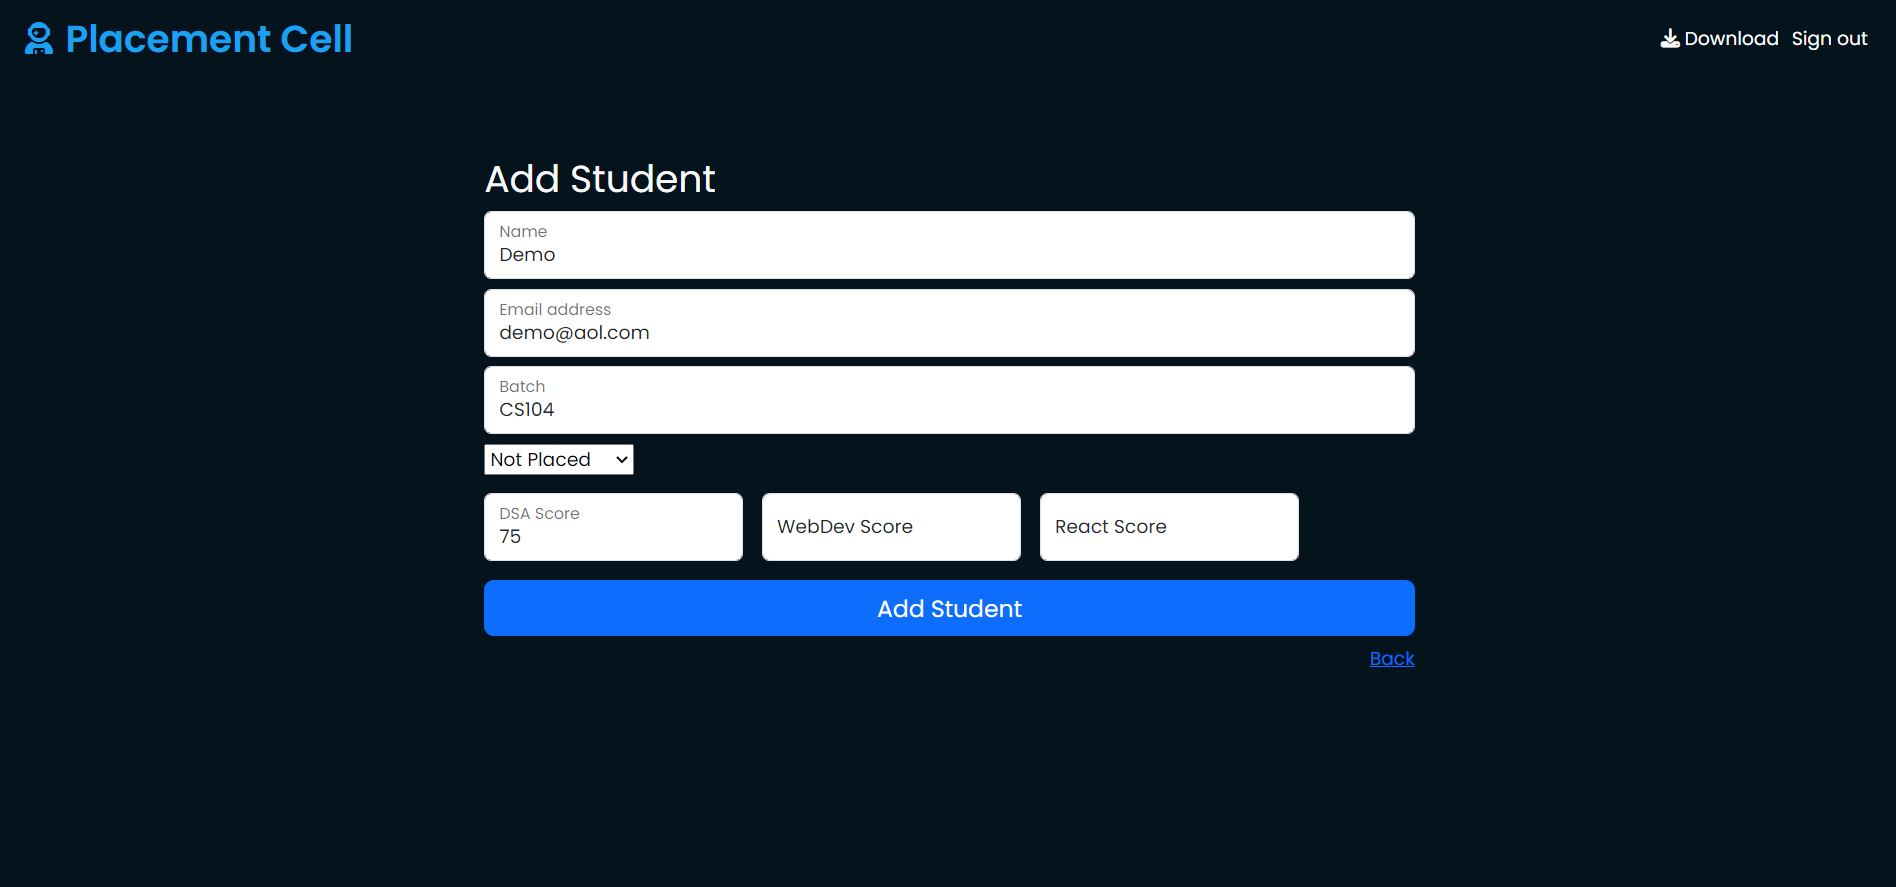 Placement Cell
Download Sign out
Add Student
Name
Demo
Email address
demo@aol.com
Batch
CS104
Not Placed
DSA Score
75
WebDev Score
React Score
Add Student
Back